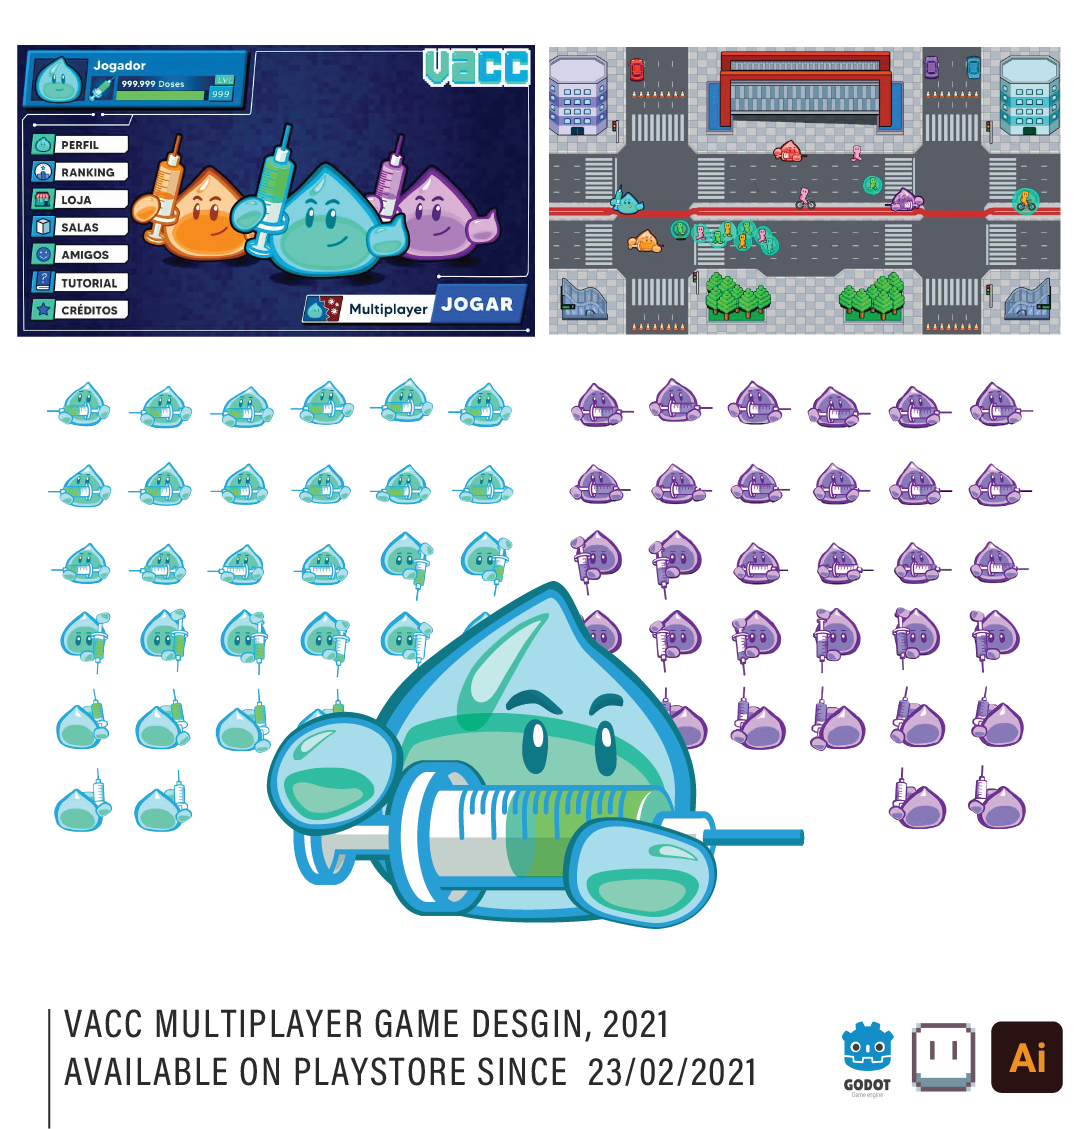 Jogador
999.999 Doses
LVL
999
vacc
PERFIL
RANKING
LOJA
SALAS
AMIGOS
TUTORIAL
CRÉDITOS
Multiplayer
JOGAR
VACC MULTIPLAYER GAME DESGIN, 2021
AVAILABLE ON PLAYSTORE SINCE 23/02/2021
GODOT
Game engine
Ai